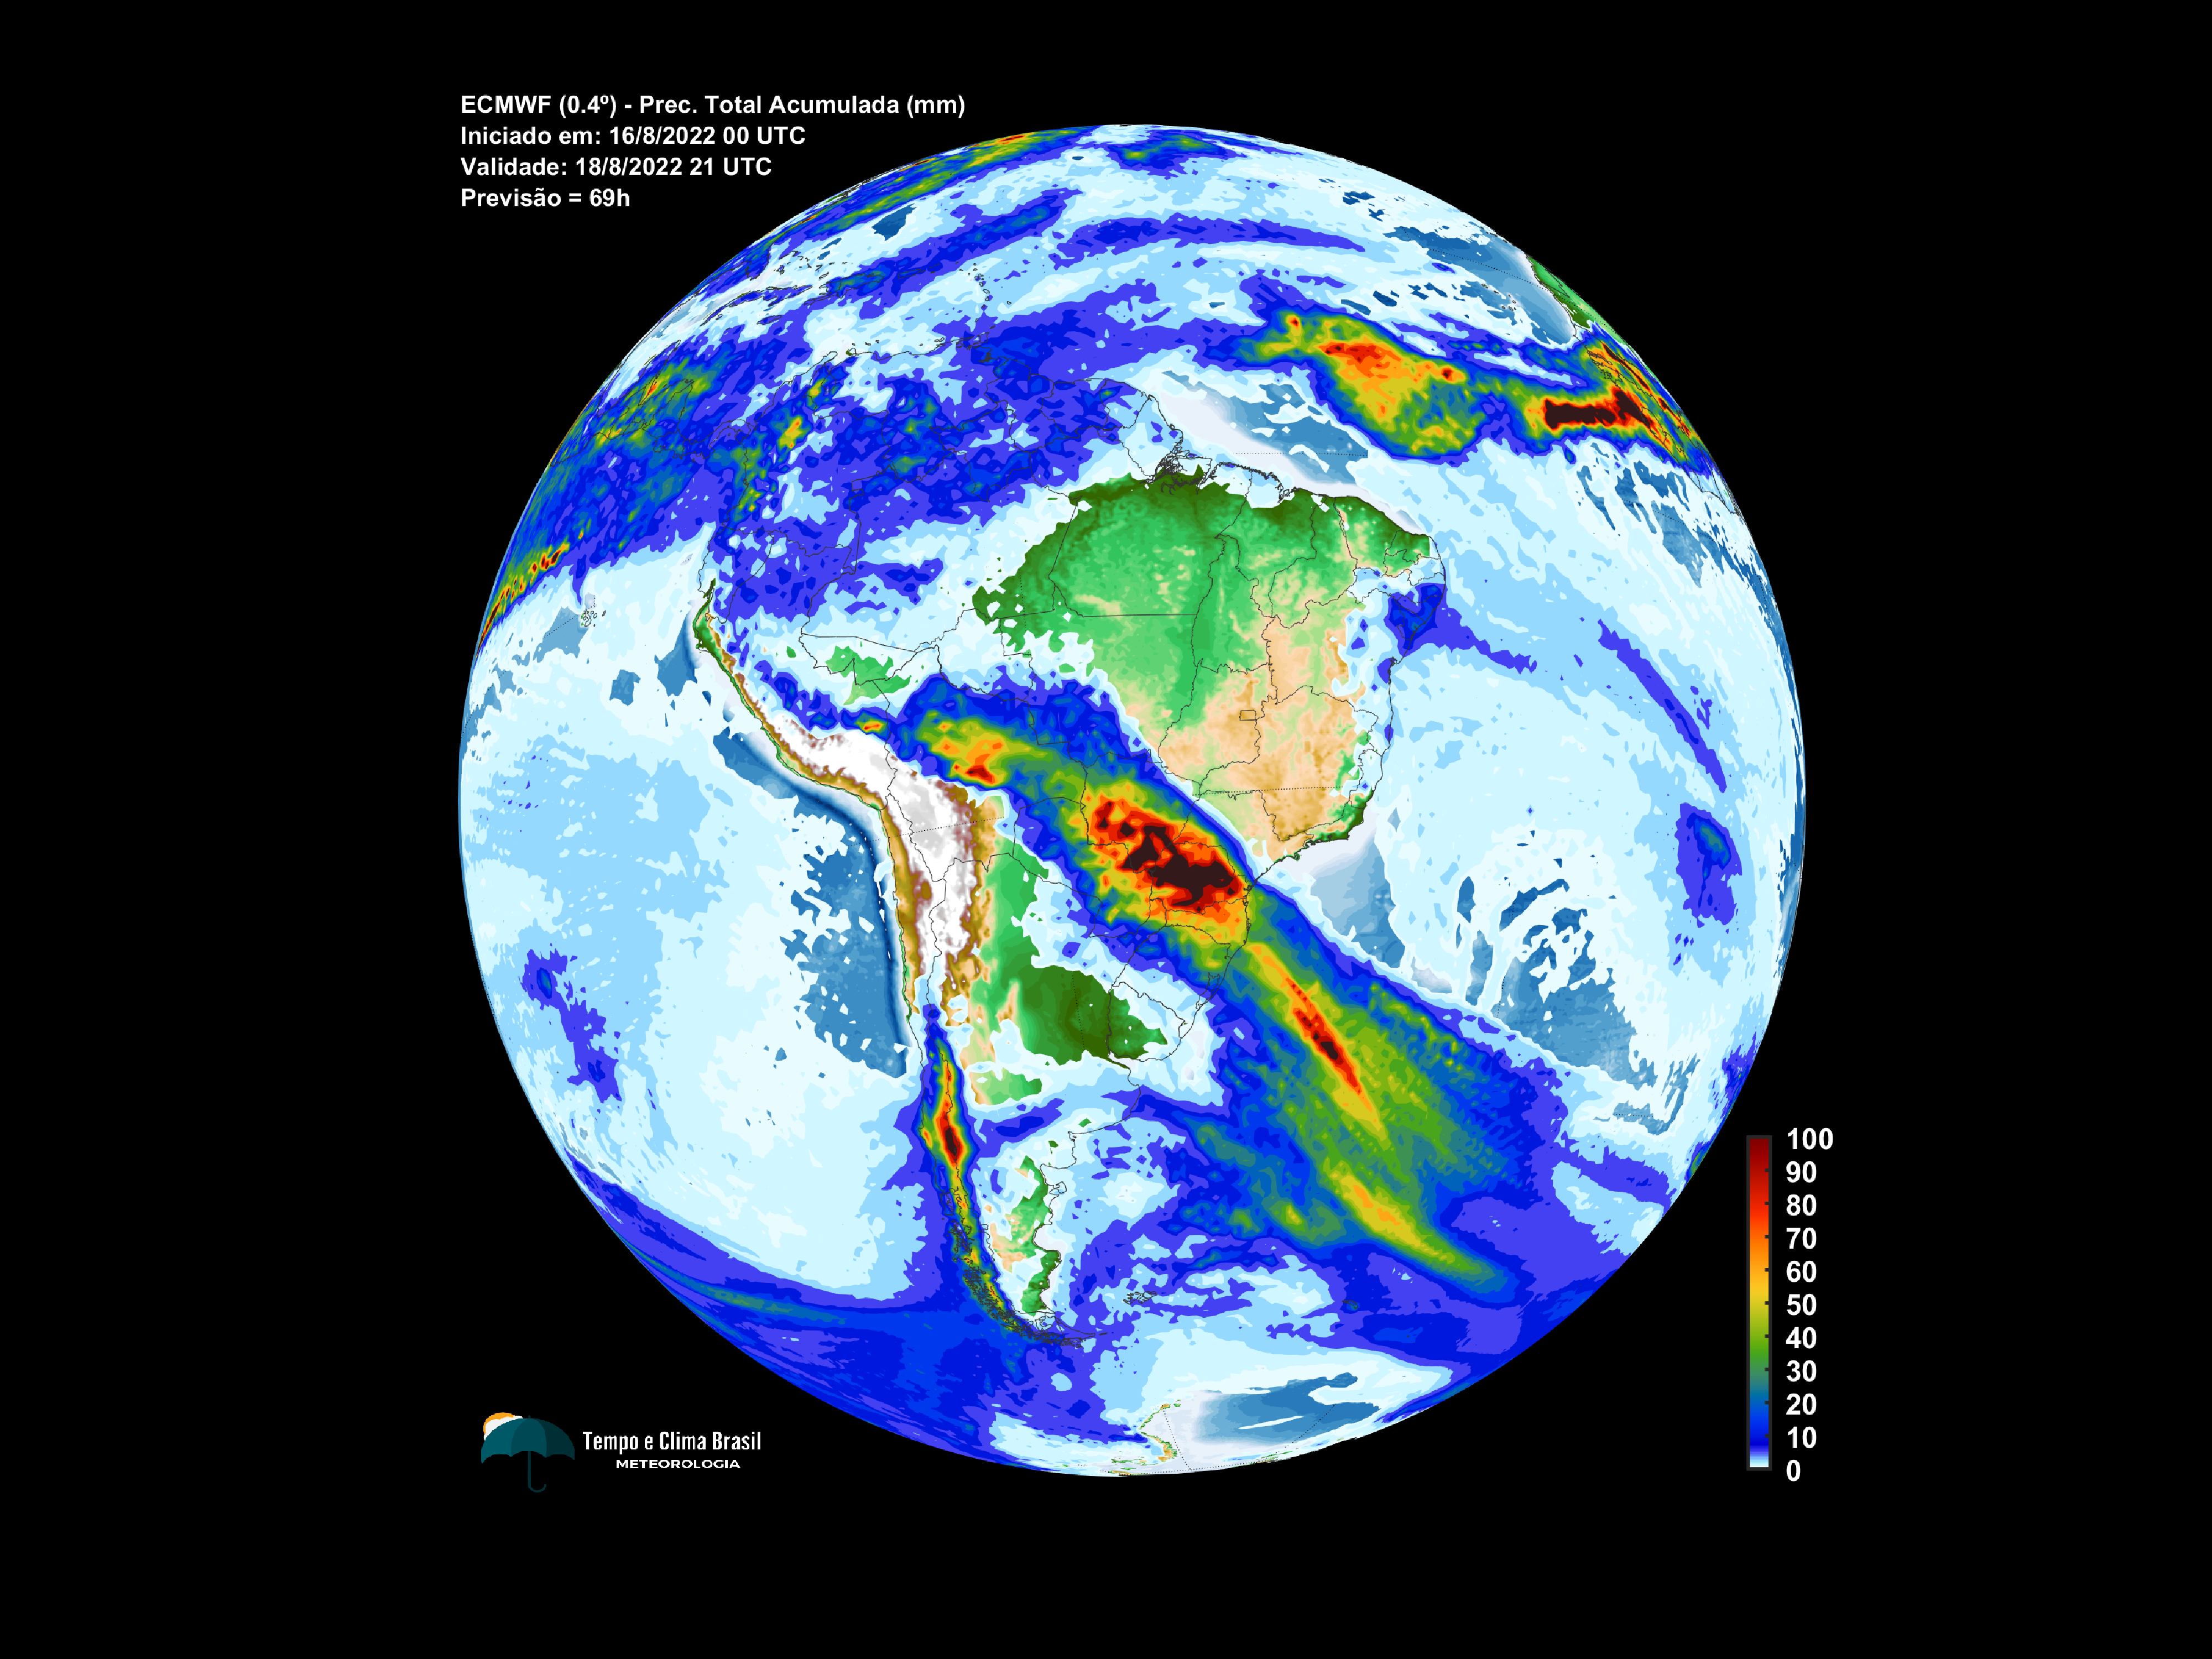 ECMWF (0.4º) - Prec. Total Acumulada (mm)
Iniciado em: 16/8/2022 00 UTC
Validade: 18/8/2022 21 UTC
Previsão = 69h
100
90
80
70
60
50
40
30
20
10
0
Tempo e Clima Brasil
METEOROLOGIA